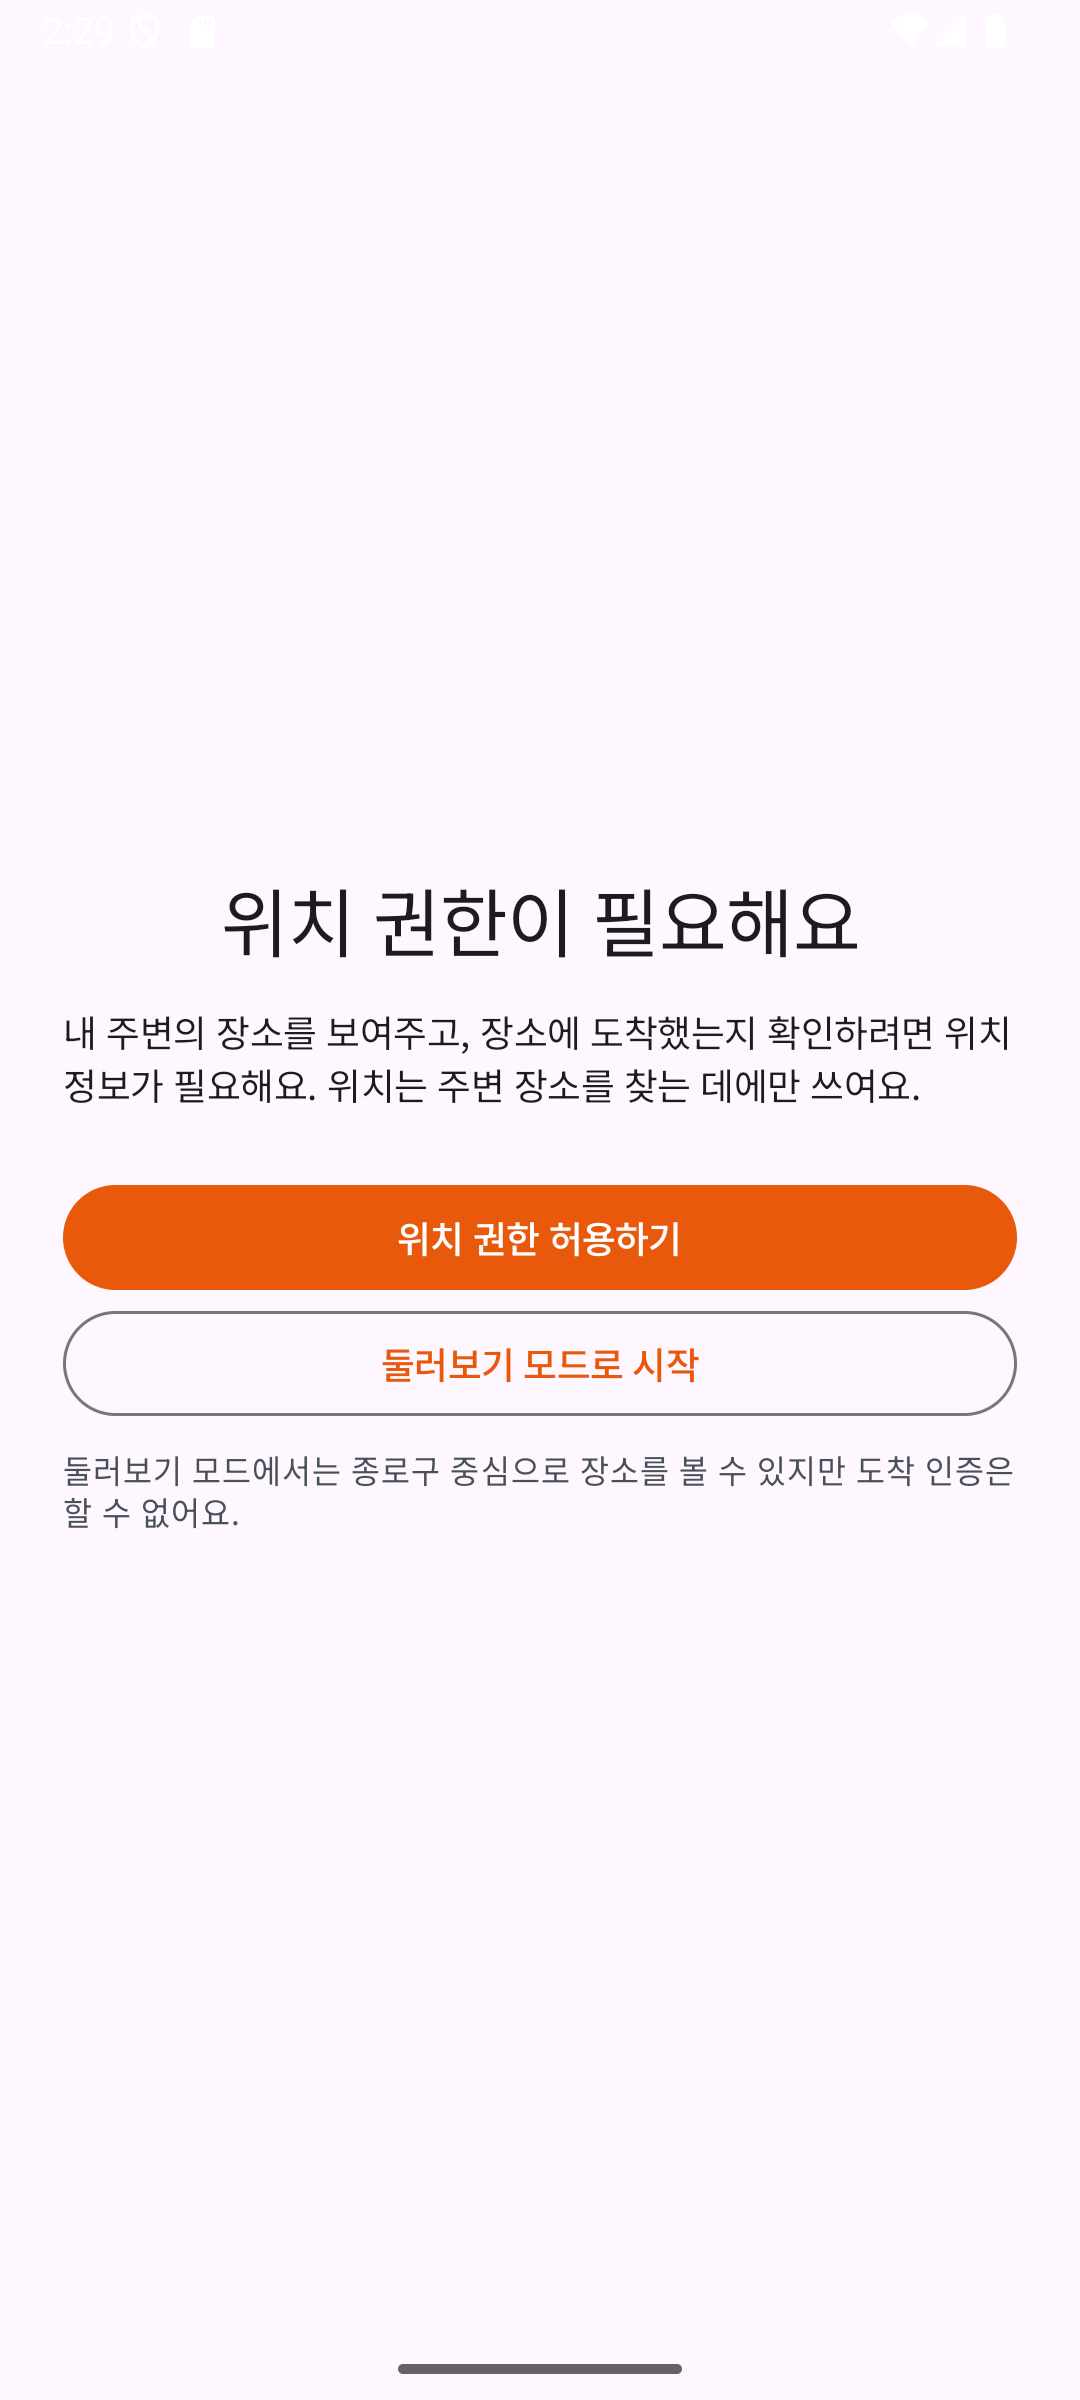 2:29
위치 권한이 필요해요
내 주변의 장소를 보여주고, 장소에 도착했는지 확인하려면 위치
정보가 필요해요. 위치는 주변 장소를 찾는 데에만 쓰여요.
위치 권한 허용하기
둘러보기 모드로 시작
둘러보기 모드에서는 종로구 중심으로 장소를 볼 수 있지만 도착 인증은
할 수 없어요.